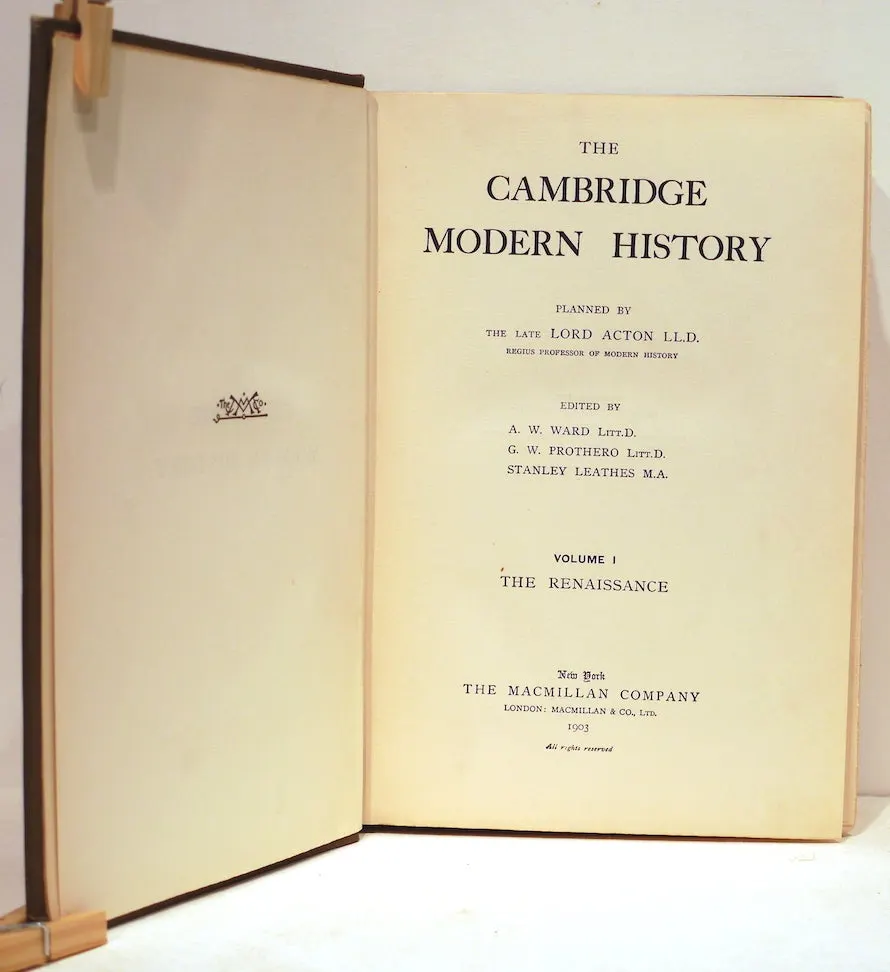 The M Co.
THE
CAMBRIDGE
MODERN HISTORY
PLANNED BY
THE LATE LORD ACTON LL.D.
REGIUS PROFESSOR OF MODERN HISTORY
EDITED BY
A. W. WARD LITT.D.
G. W. PROTHERO LITT.D.
STANLEY LEATHES M.A.
VOLUME I
THE RENAISSANCE
New York
THE MACMILLAN COMPANY
LONDON: MACMILLAN & CO., LTD.
1903
All rights reserved